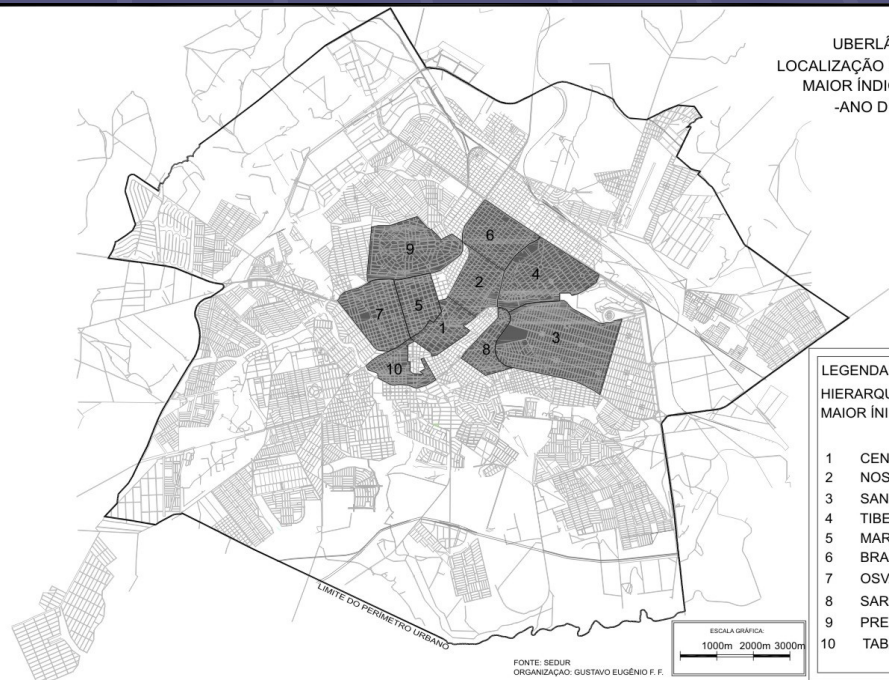 UBERLÂ
LOCALIZAÇÃO
MAIOR ÍNDI
-ANO D
9
6
2
4
7
5
1
3
8
10
LEGENDA
HIERARQU
MAIOR ÍNI
1 CEN
2 NOS
3 SAN
4 TIBE
5 MAR
6 BRA
7 OSV
8 SAR
9 PRE
10 TAB
LIMITE DO PERÍMETRO URBANO
ESCALA GRÁFICA:
1000m 2000m 3000m
FONTE: SEDUR
ORGANIZAÇAO: GUSTAVO EUGÊNIO F. F.